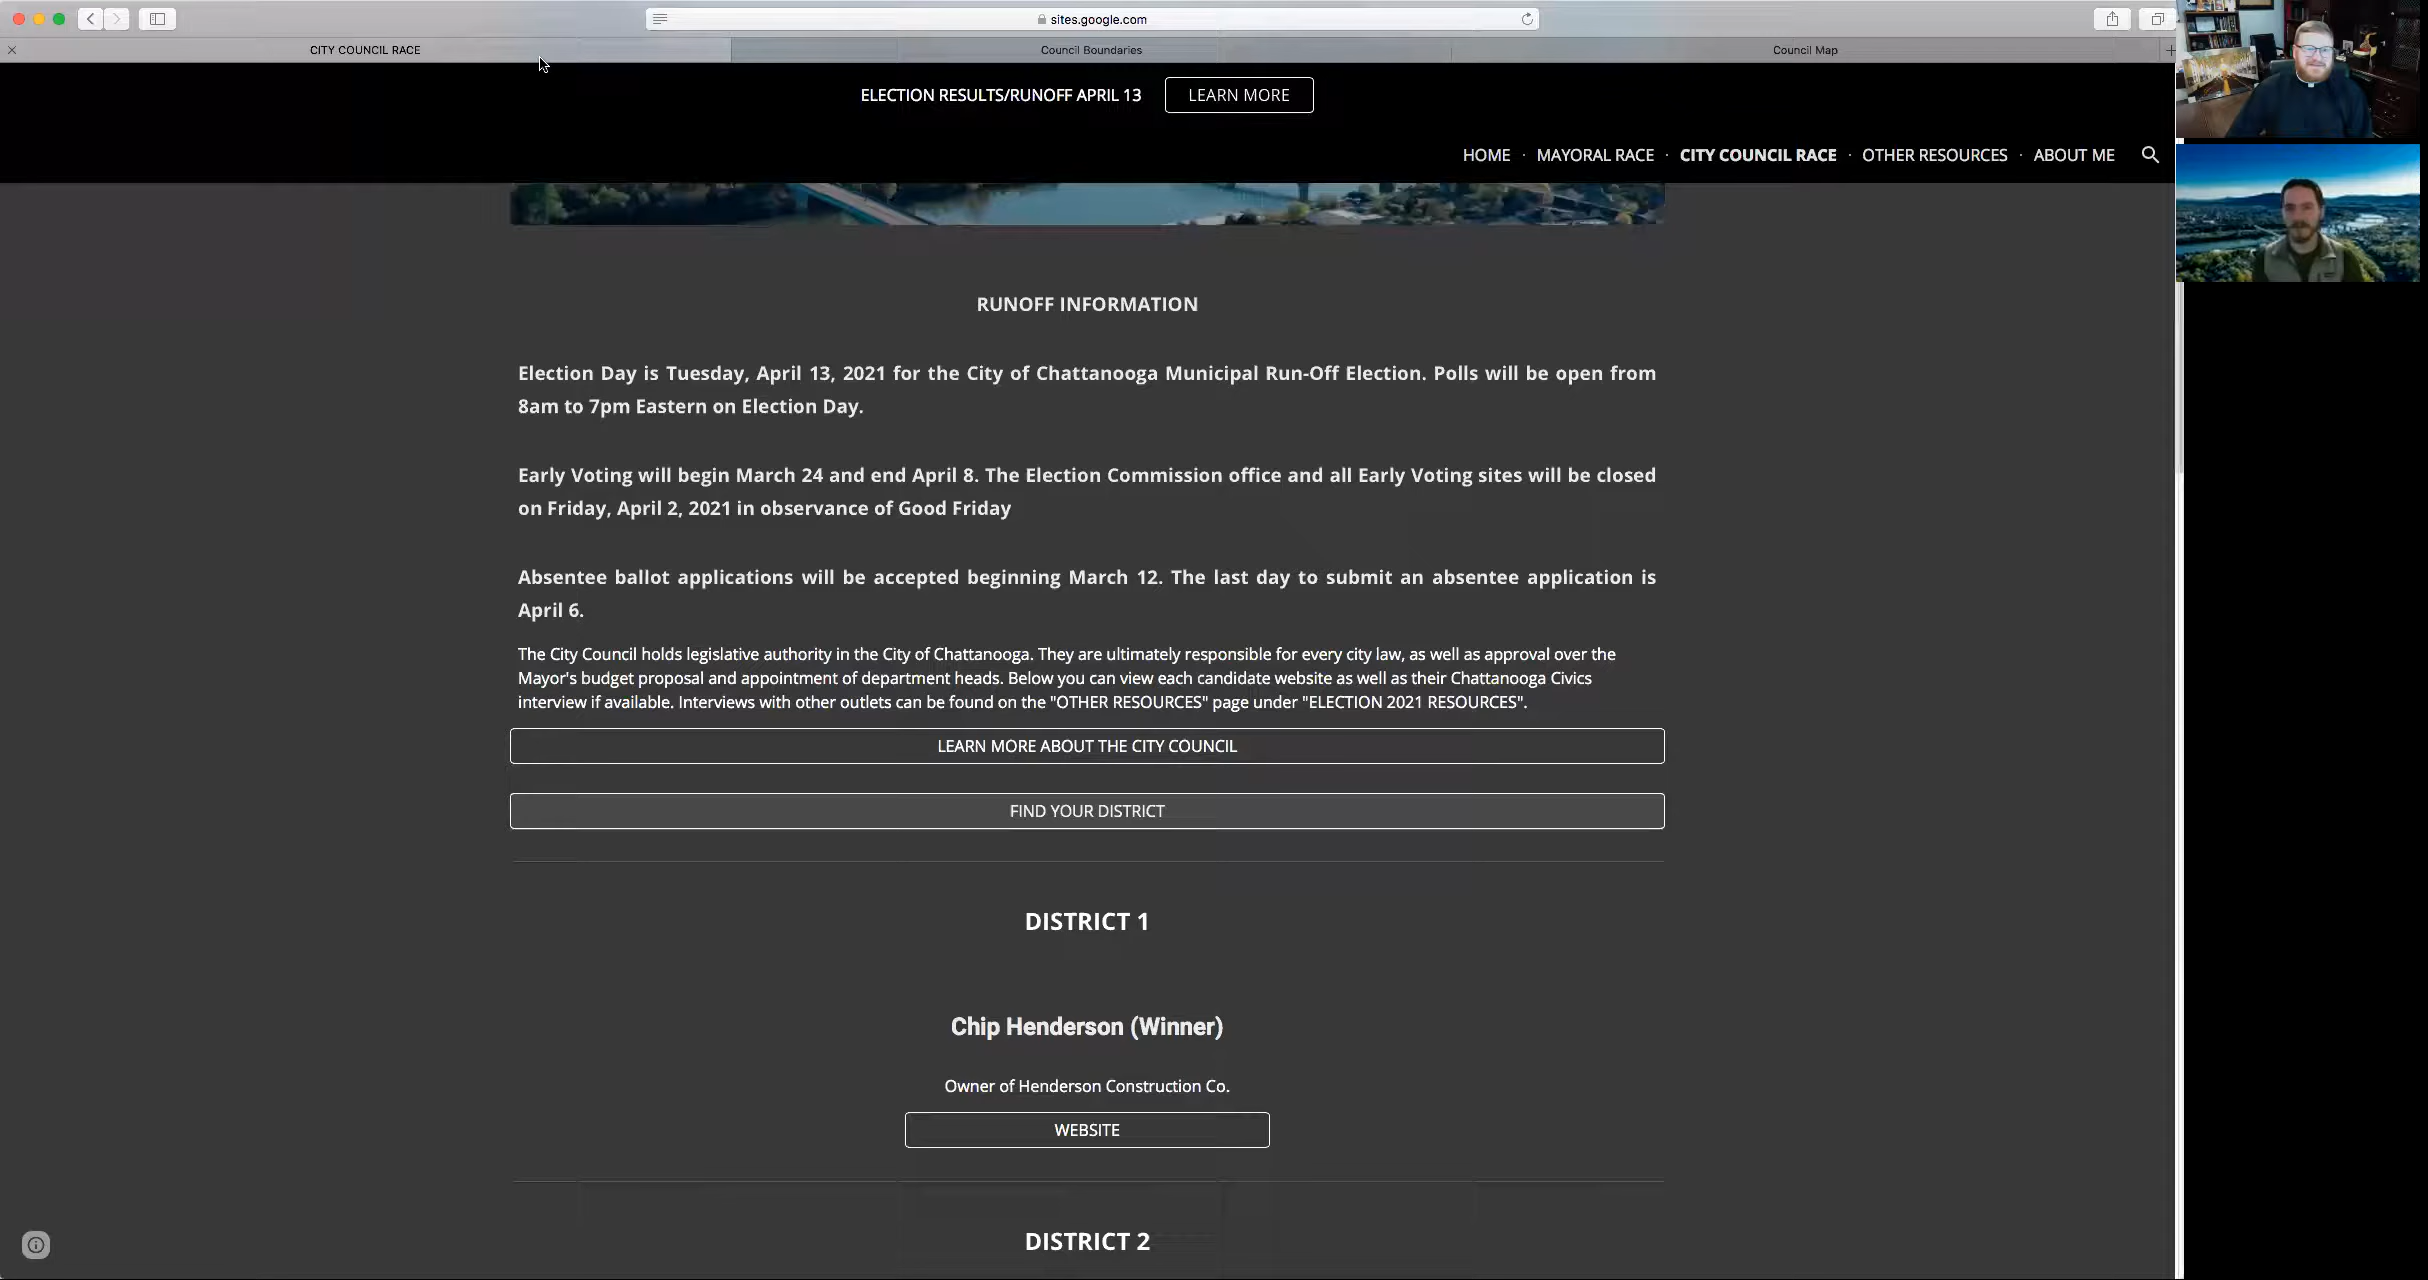 sites.google.com
CITY COUNCIL RACE
Council Boundaries
Council Map
ELECTION RESULTS/RUNOFF APRIL 13
LEARN MORE
HOME · MAYORAL RACE · CITY COUNCIL RACE · OTHER RESOURCES · ABOUT ME
RUNOFF INFORMATION
Election Day is Tuesday, April 13, 2021 for the City of Chattanooga Municipal Run-Off Election. Polls will be open from
8am to 7pm Eastern on Election Day.
Early Voting will begin March 24 and end April 8. The Election Commission office and all Early Voting sites will be closed
on Friday, April 2, 2021 in observance of Good Friday
Absentee ballot applications will be accepted beginning March 12. The last day to submit an absentee application is
April 6.
The City Council holds legislative authority in the City of Chattanooga. They are ultimately responsible for every city law, as well as approval over the
Mayor's budget proposal and appointment of department heads. Below you can view each candidate website as well as their Chattanooga Civics
interview if available. Interviews with other outlets can be found on the "OTHER RESOURCES" page under "ELECTION 2021 RESOURCES".
LEARN MORE ABOUT THE CITY COUNCIL
FIND YOUR DISTRICT
DISTRICT 1
Chip Henderson (Winner)
Owner of Henderson Construction Co.
WEBSITE
DISTRICT 2